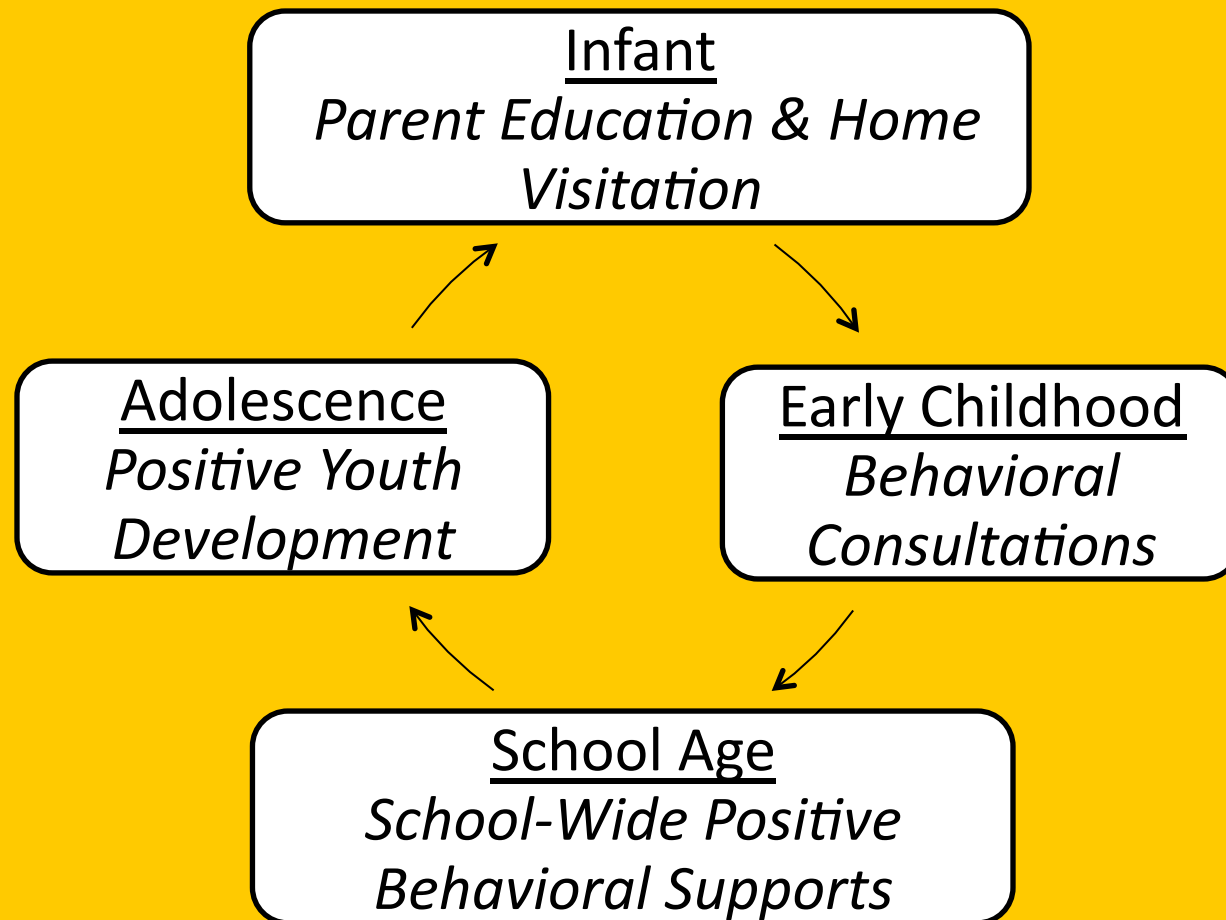 Infant
Parent Education & Home
Visitation
Adolescence
Positive Youth
Development
Early Childhood
Behavioral
Consultations
School Age
School-Wide Positive
Behavioral Supports